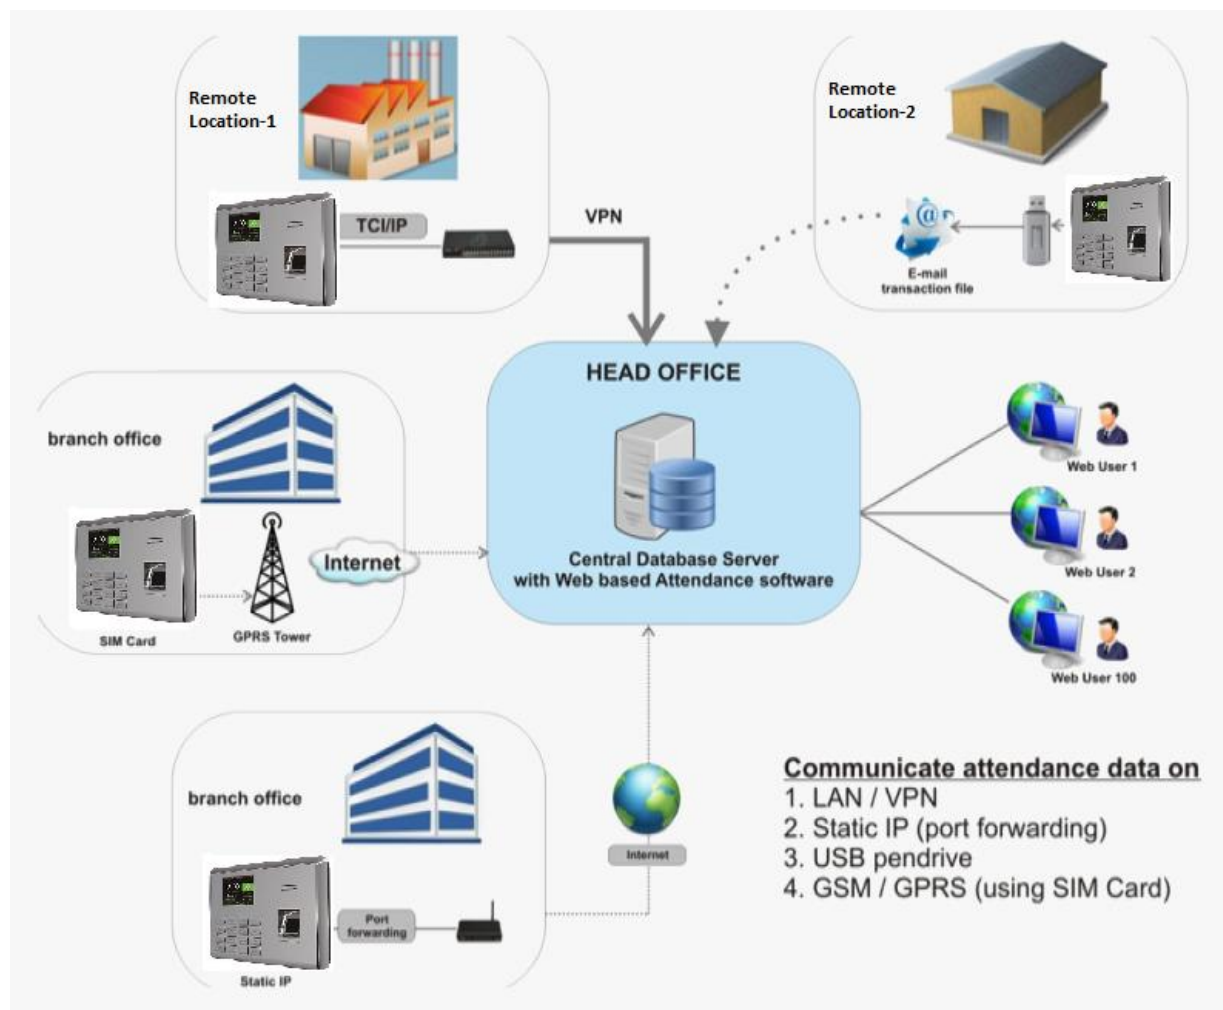 Remote
Location-1
TCI/IP
VPN
Remote
Location-2
E-mail
transaction file
HEAD OFFICE
Central Database Server
with Web based Attendance software
branch office
SIM Card
GPRS Tower
Internet
Web User 1
Web User 2
Web User 100
branch office
Static IP
Port
forwarding
Internet
Communicate attendance data on
1. LAN / VPN
2. Static IP (port forwarding)
3. USB pendrive
4. GSM / GPRS (using SIM Card)